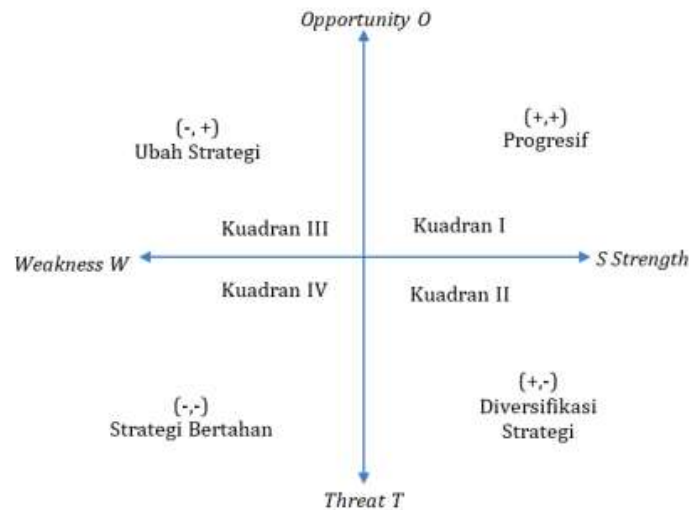 Opportunity O
(-, +)
Ubah Strategi
(+,+)
Progresif
Kuadran III
Kuadran I
Weakness W
S Strength
Kuadran IV
Kuadran II
(-,-)
Strategi Bertahan
(+,-)
Diversifikasi
Strategi
Threat T